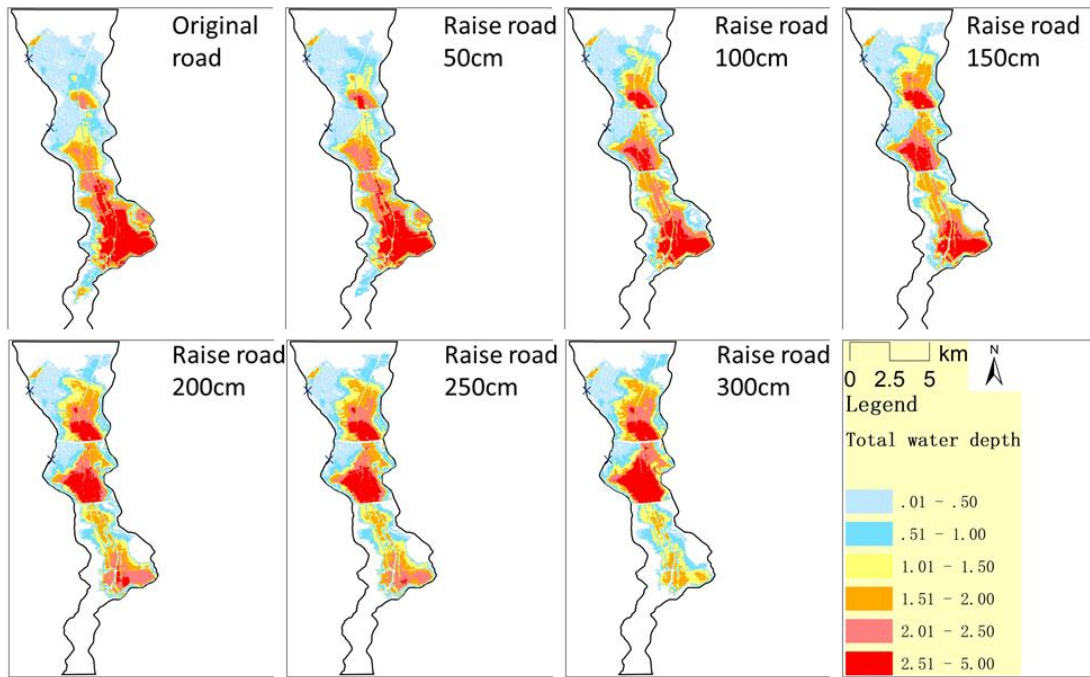 Original
road
Raise road
50cm
Raise road
100cm
Raise road
150cm
Raise road
200cm
Raise road
250cm
Raise road
300cm
km
N
0 2.5 5
Legend
Total water depth
.01 - .50
.51 - 1.00
1.01 - 1.50
1.51 - 2.00
2.01 - 2.50
2.51 - 5.00